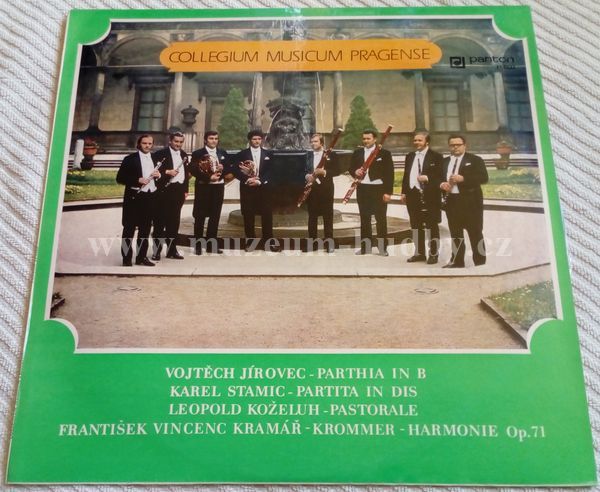 COLLEGIUM MUSICUM PRAGENSE
panton
www.muzeum-hudby.cz
VOJTĚCH JÍROVEC - PARTHIA IN B
KAREL STAMIC - PARTITA IN DIS
LEOPOLD KOŽELUH - PASTORALE
FRANTIŠEK VINCENC KRAMÁŘ - KROMMER - HARMONIE Op.71